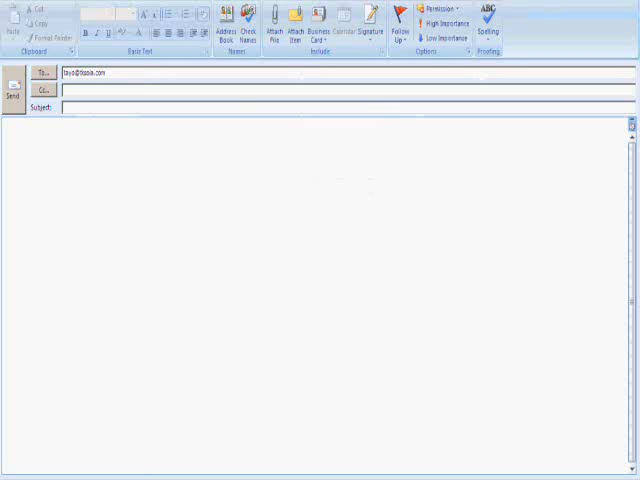 Paste
Cut
Copy
Format Painter
Clipboard
B I U
Basic Text
Address Book
Check Names
Names
Attach File
Attach Item
Business Card
Calendar
Signature
Include
Follow Up
Permission
High Importance
Low Importance
Options
ABC
Spelling
Proofing
Send
To...
Cc...
Subject: